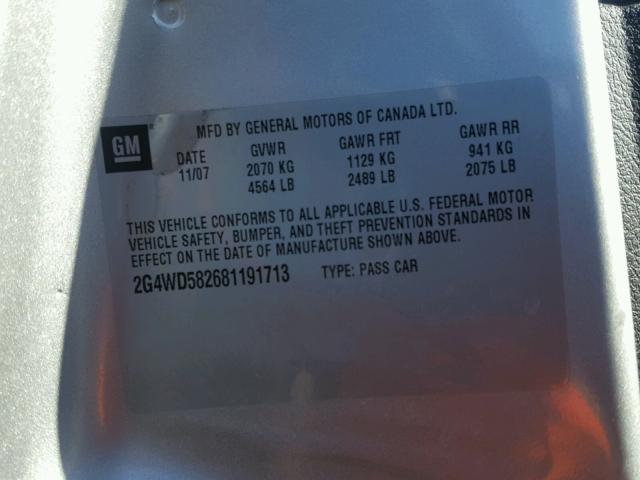 MFD BY GENERAL MOTORS OF CANADA LTD.
GM
DATE GVWR GAWR FRT GAWR RR
11/07 2070 KG 1129 KG 941 KG
4564 LB 2489 LB 2075 LB
THIS VEHICLE CONFORMS TO ALL APPLICABLE U.S. FEDERAL MOTOR
VEHICLE SAFETY, BUMPER, AND THEFT PREVENTION STANDARDS IN
EFFECT ON THE DATE OF MANUFACTURE SHOWN ABOVE.
2G4WD582681191713 TYPE: PASS CAR